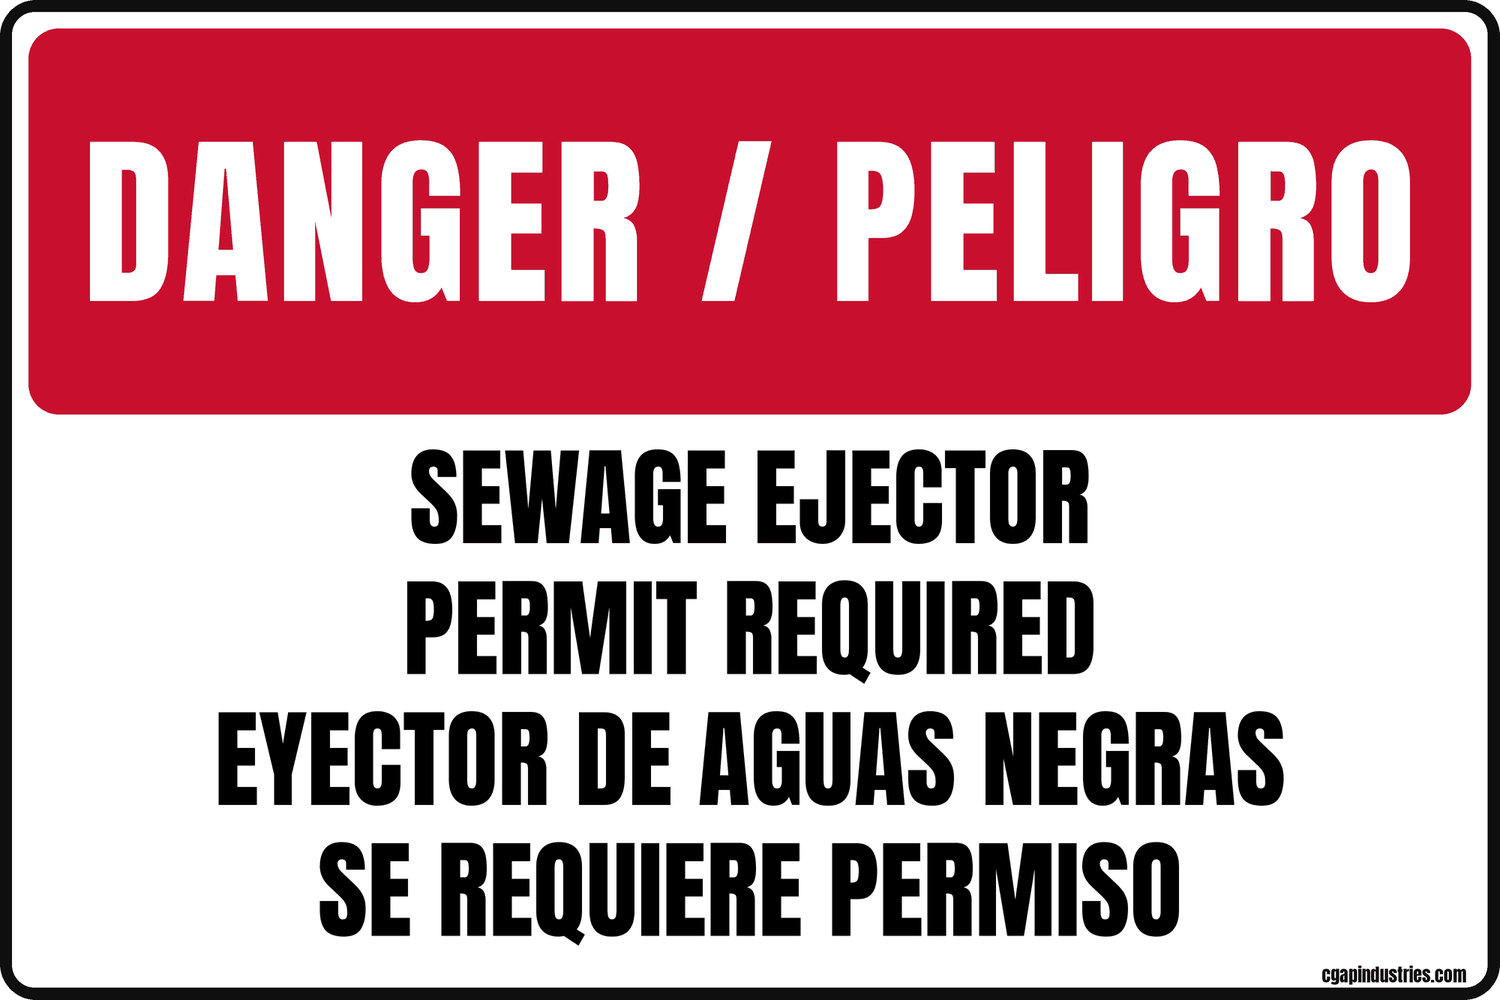 DANGER / PELIGRO
SEWAGE EJECTOR
PERMIT REQUIRED
EYECTOR DE AGUAS NEGRAS
SE REQUIERE PERMISO
cgapindustries.com